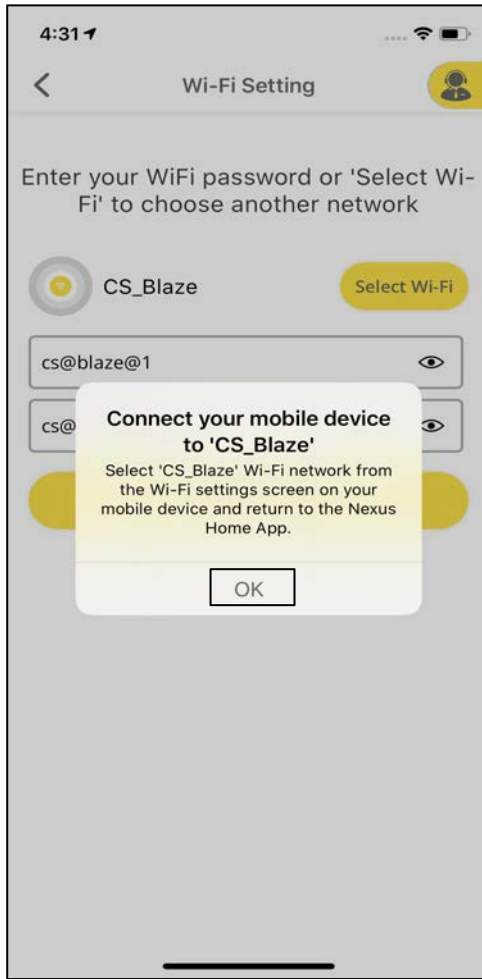 4:31
Wi-Fi Setting
Enter your WiFi password or 'Select Wi-
Fi' to choose another network
CS_Blaze
Select Wi-Fi
cs@blaze@1
cs@
Connect your mobile device
to 'CS_Blaze'
Select 'CS_Blaze' Wi-Fi network from
the Wi-Fi settings screen on your
mobile device and return to the Nexus
Home App.
OK